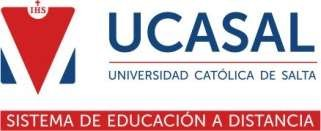 IHS
UCASAL
UNIVERSIDAD CATÓLICA DE SALTA
SISTEMA DE EDUCACIÓN A DISTANCIA